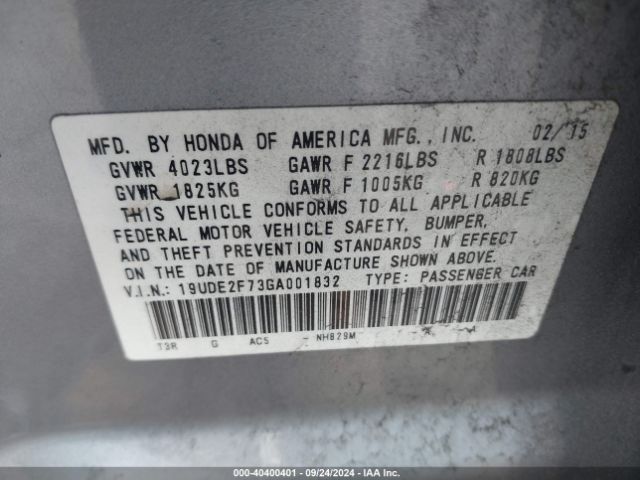 MFD. BY HONDA OF AMERICA MFG., INC. 02/15
GVWR 4023LBS GAWR F 2216LBS R 1808LBS
GVWR 1825KG GAWR F 1005KG R 820KG
THIS VEHICLE CONFORMS TO ALL APPLICABLE
FEDERAL MOTOR VEHICLE SAFETY, BUMPER,
AND THEFT PREVENTION STANDARDS IN EFFECT
ON THE DATE OF MANUFACTURE SHOWN ABOVE.
V.I.N.: 19UDE2F73GA001832 TYPE: PASSENGER CAR
T3R G AC5 NH829M A
000-40400401 - 09/24/2024 - IAA Inc.